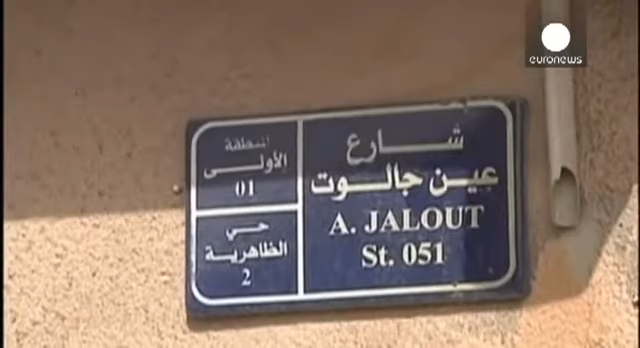 euronews
شارع
عين جالوت
A. JALOUT
St. 051
المنطقة
الأولى
01
حي
الظاهرية
2